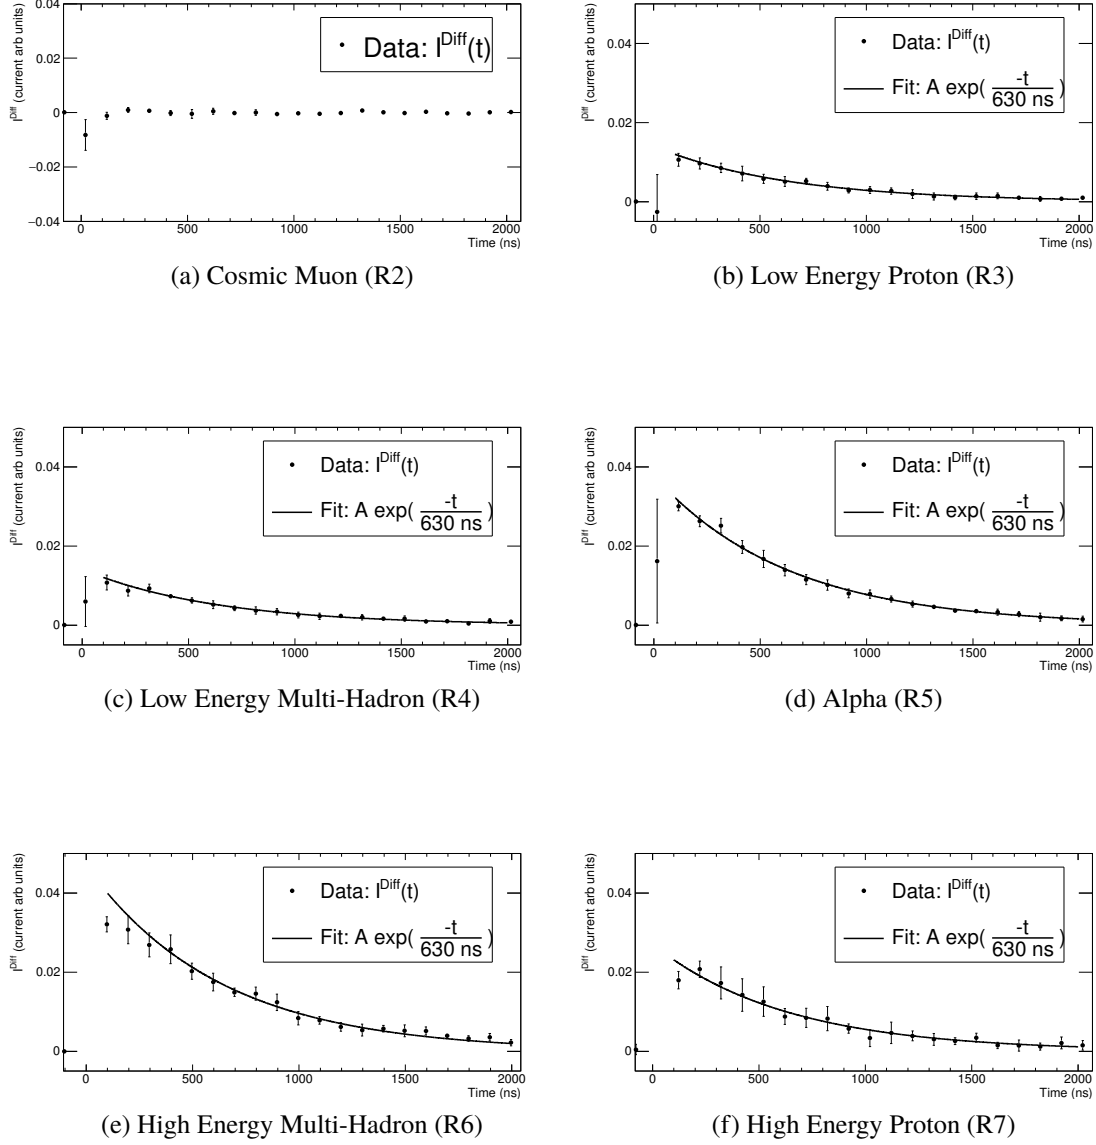 0.04
0.02
0
−0.02
−0.04
I^Diff (current arb units)
Data: I^Diff(t)
0 500 1000 1500 2000
Time (ns)
(a) Cosmic Muon (R2)
0.04
0.02
0
I^Diff (current arb units)
Data: I^Diff(t)
Fit: A exp( -t / 630 ns )
0 500 1000 1500 2000
Time (ns)
(b) Low Energy Proton (R3)
0.04
0.02
0
I^Diff (current arb units)
Data: I^Diff(t)
Fit: A exp( -t / 630 ns )
0 500 1000 1500 2000
Time (ns)
(c) Low Energy Multi-Hadron (R4)
0.04
0.02
0
I^Diff (current arb units)
Data: I^Diff(t)
Fit: A exp( -t / 630 ns )
0 500 1000 1500 2000
Time (ns)
(d) Alpha (R5)
0.04
0.02
0
I^Diff (current arb units)
Data: I^Diff(t)
Fit: A exp( -t / 630 ns )
0 500 1000 1500 2000
Time (ns)
(e) High Energy Multi-Hadron (R6)
0.04
0.02
0
I^Diff (current arb units)
Data: I^Diff(t)
Fit: A exp( -t / 630 ns )
0 500 1000 1500 2000
Time (ns)
(f) High Energy Proton (R7)